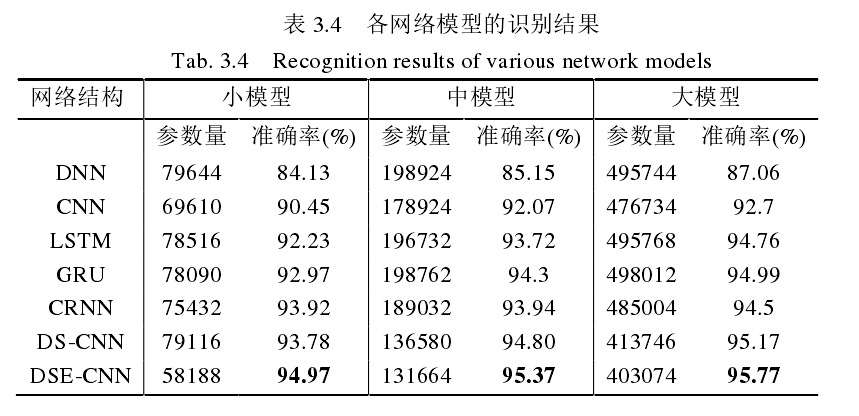 表 3.4 各网络模型的识别结果
Tab. 3.4 Recognition results of various network models
网络结构 小模型 中模型 大模型
参数量 准确率(%) 参数量 准确率(%) 参数量 准确率(%)
DNN 79644 84.13 198924 85.15 495744 87.06
CNN 69610 90.45 178924 92.07 476734 92.7
LSTM 78516 92.23 196732 93.72 495768 94.76
GRU 78090 92.97 198762 94.3 498012 94.99
CRNN 75432 93.92 189032 93.94 485004 94.5
DS-CNN 79116 93.78 136580 94.80 413746 95.17
DSE-CNN 58188 94.97 131664 95.37 403074 95.77